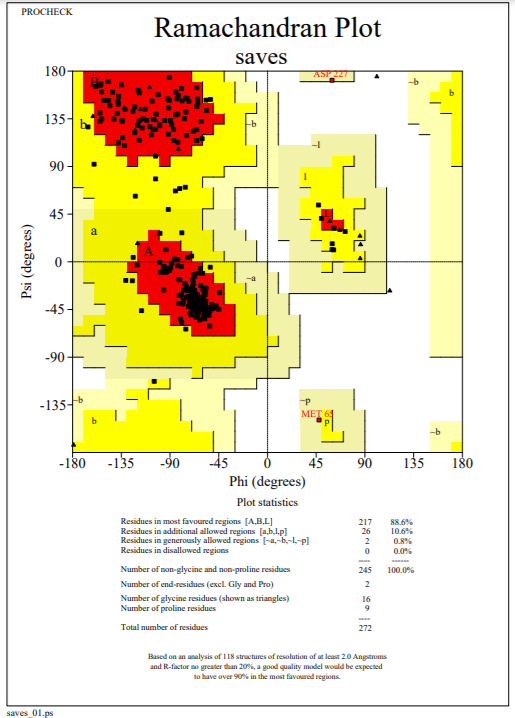 PROCHECK
Ramachandran Plot
saves
180
135
90
45
0
-45
-90
-135
Psi (degrees)
B
b
a
A
L
l
~l
~b
~b
b
~a
ASP 227
~b
b
~p
MET 65
p
~b
-180
-135
-90
-45
0
45
90
135
180
Phi (degrees)
Plot statistics
Residues in most favoured regions [A,B,L] 217 88.6%
Residues in additional allowed regions [a,b,l,p] 26 10.6%
Residues in generously allowed regions [~a,~b,~l,~p] 2 0.8%
Residues in disallowed regions 0 0.0%
---- ------
Number of non-glycine and non-proline residues 245 100.0%
Number of end-residues (excl. Gly and Pro) 2
Number of glycine residues (shown as triangles) 16
Number of proline residues 9
----
Total number of residues 272
Based on an analysis of 118 structures of resolution of at least 2.0 Angstroms
and R-factor no greater than 20%, a good quality model would be expected
to have over 90% in the most favoured regions.
saves_01.ps